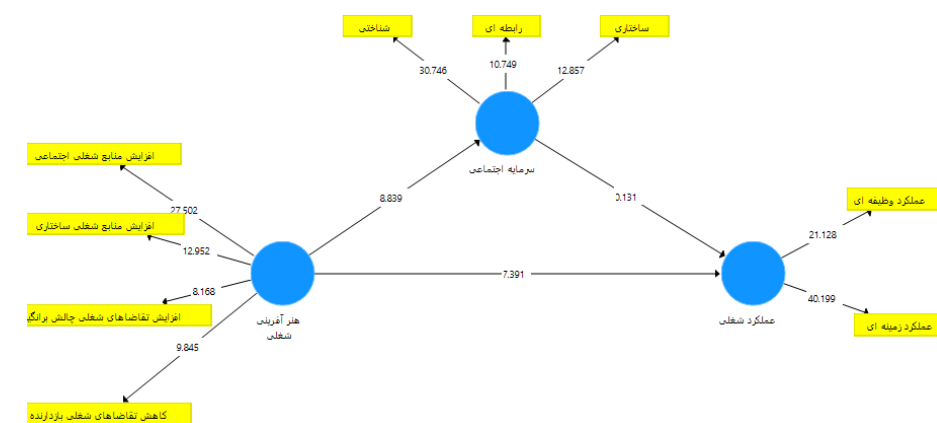 شناختی
رابطه ای
ساختاری
30.746
10.749
12.857
سرمایه اجتماعی
افزایش منابع شغلی اجتماعی
27.502
افزایش منابع شغلی ساختاری
12.952
8.168
افزایش تقاضاهای شغلی چالش برانگی
9.845
کاهش تقاضاهای شغلی بازدارنده
هنر آفرینی
شغلی
8.839
0.131
7.391
عملکرد وظیفه ای
21.128
عملکرد شغلی
40.199
عملکرد زمینه ای